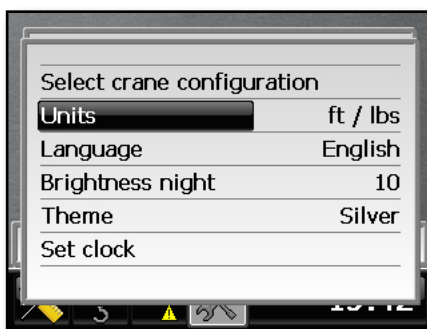 Select crane configuration
Units ft / lbs
Language English
Brightness night 10
Theme Silver
Set clock